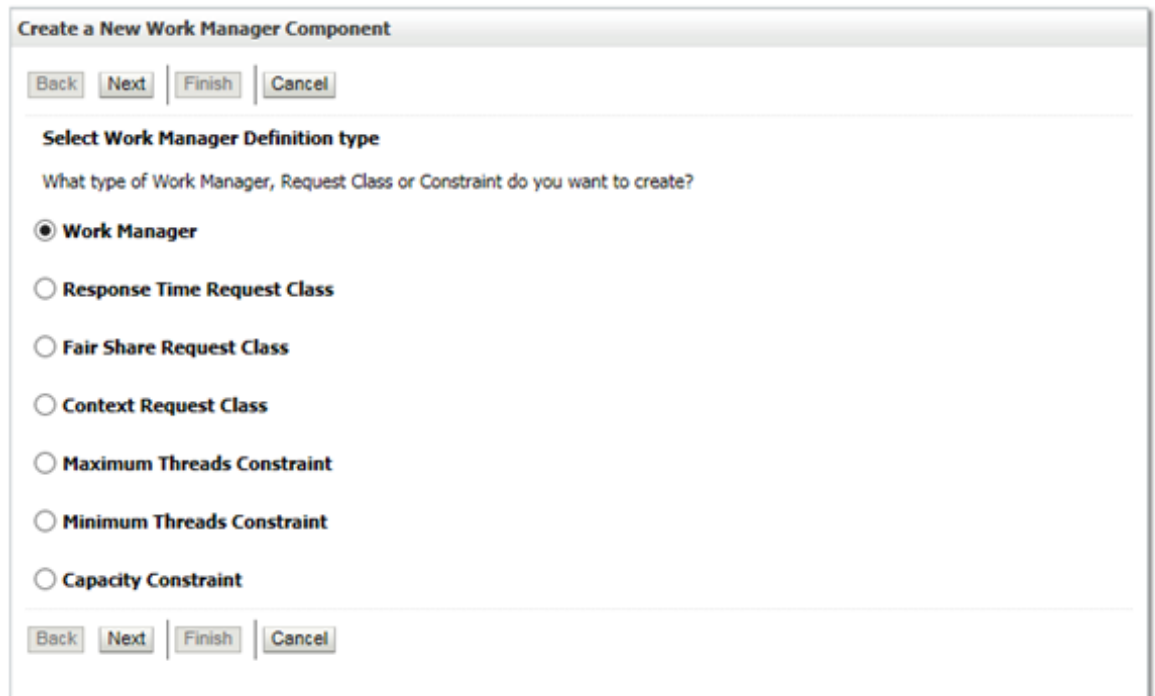 Create a New Work Manager Component
Back Next Finish Cancel
Select Work Manager Definition type
What type of Work Manager, Request Class or Constraint do you want to create?
Work Manager
Response Time Request Class
Fair Share Request Class
Context Request Class
Maximum Threads Constraint
Minimum Threads Constraint
Capacity Constraint
Back Next Finish Cancel